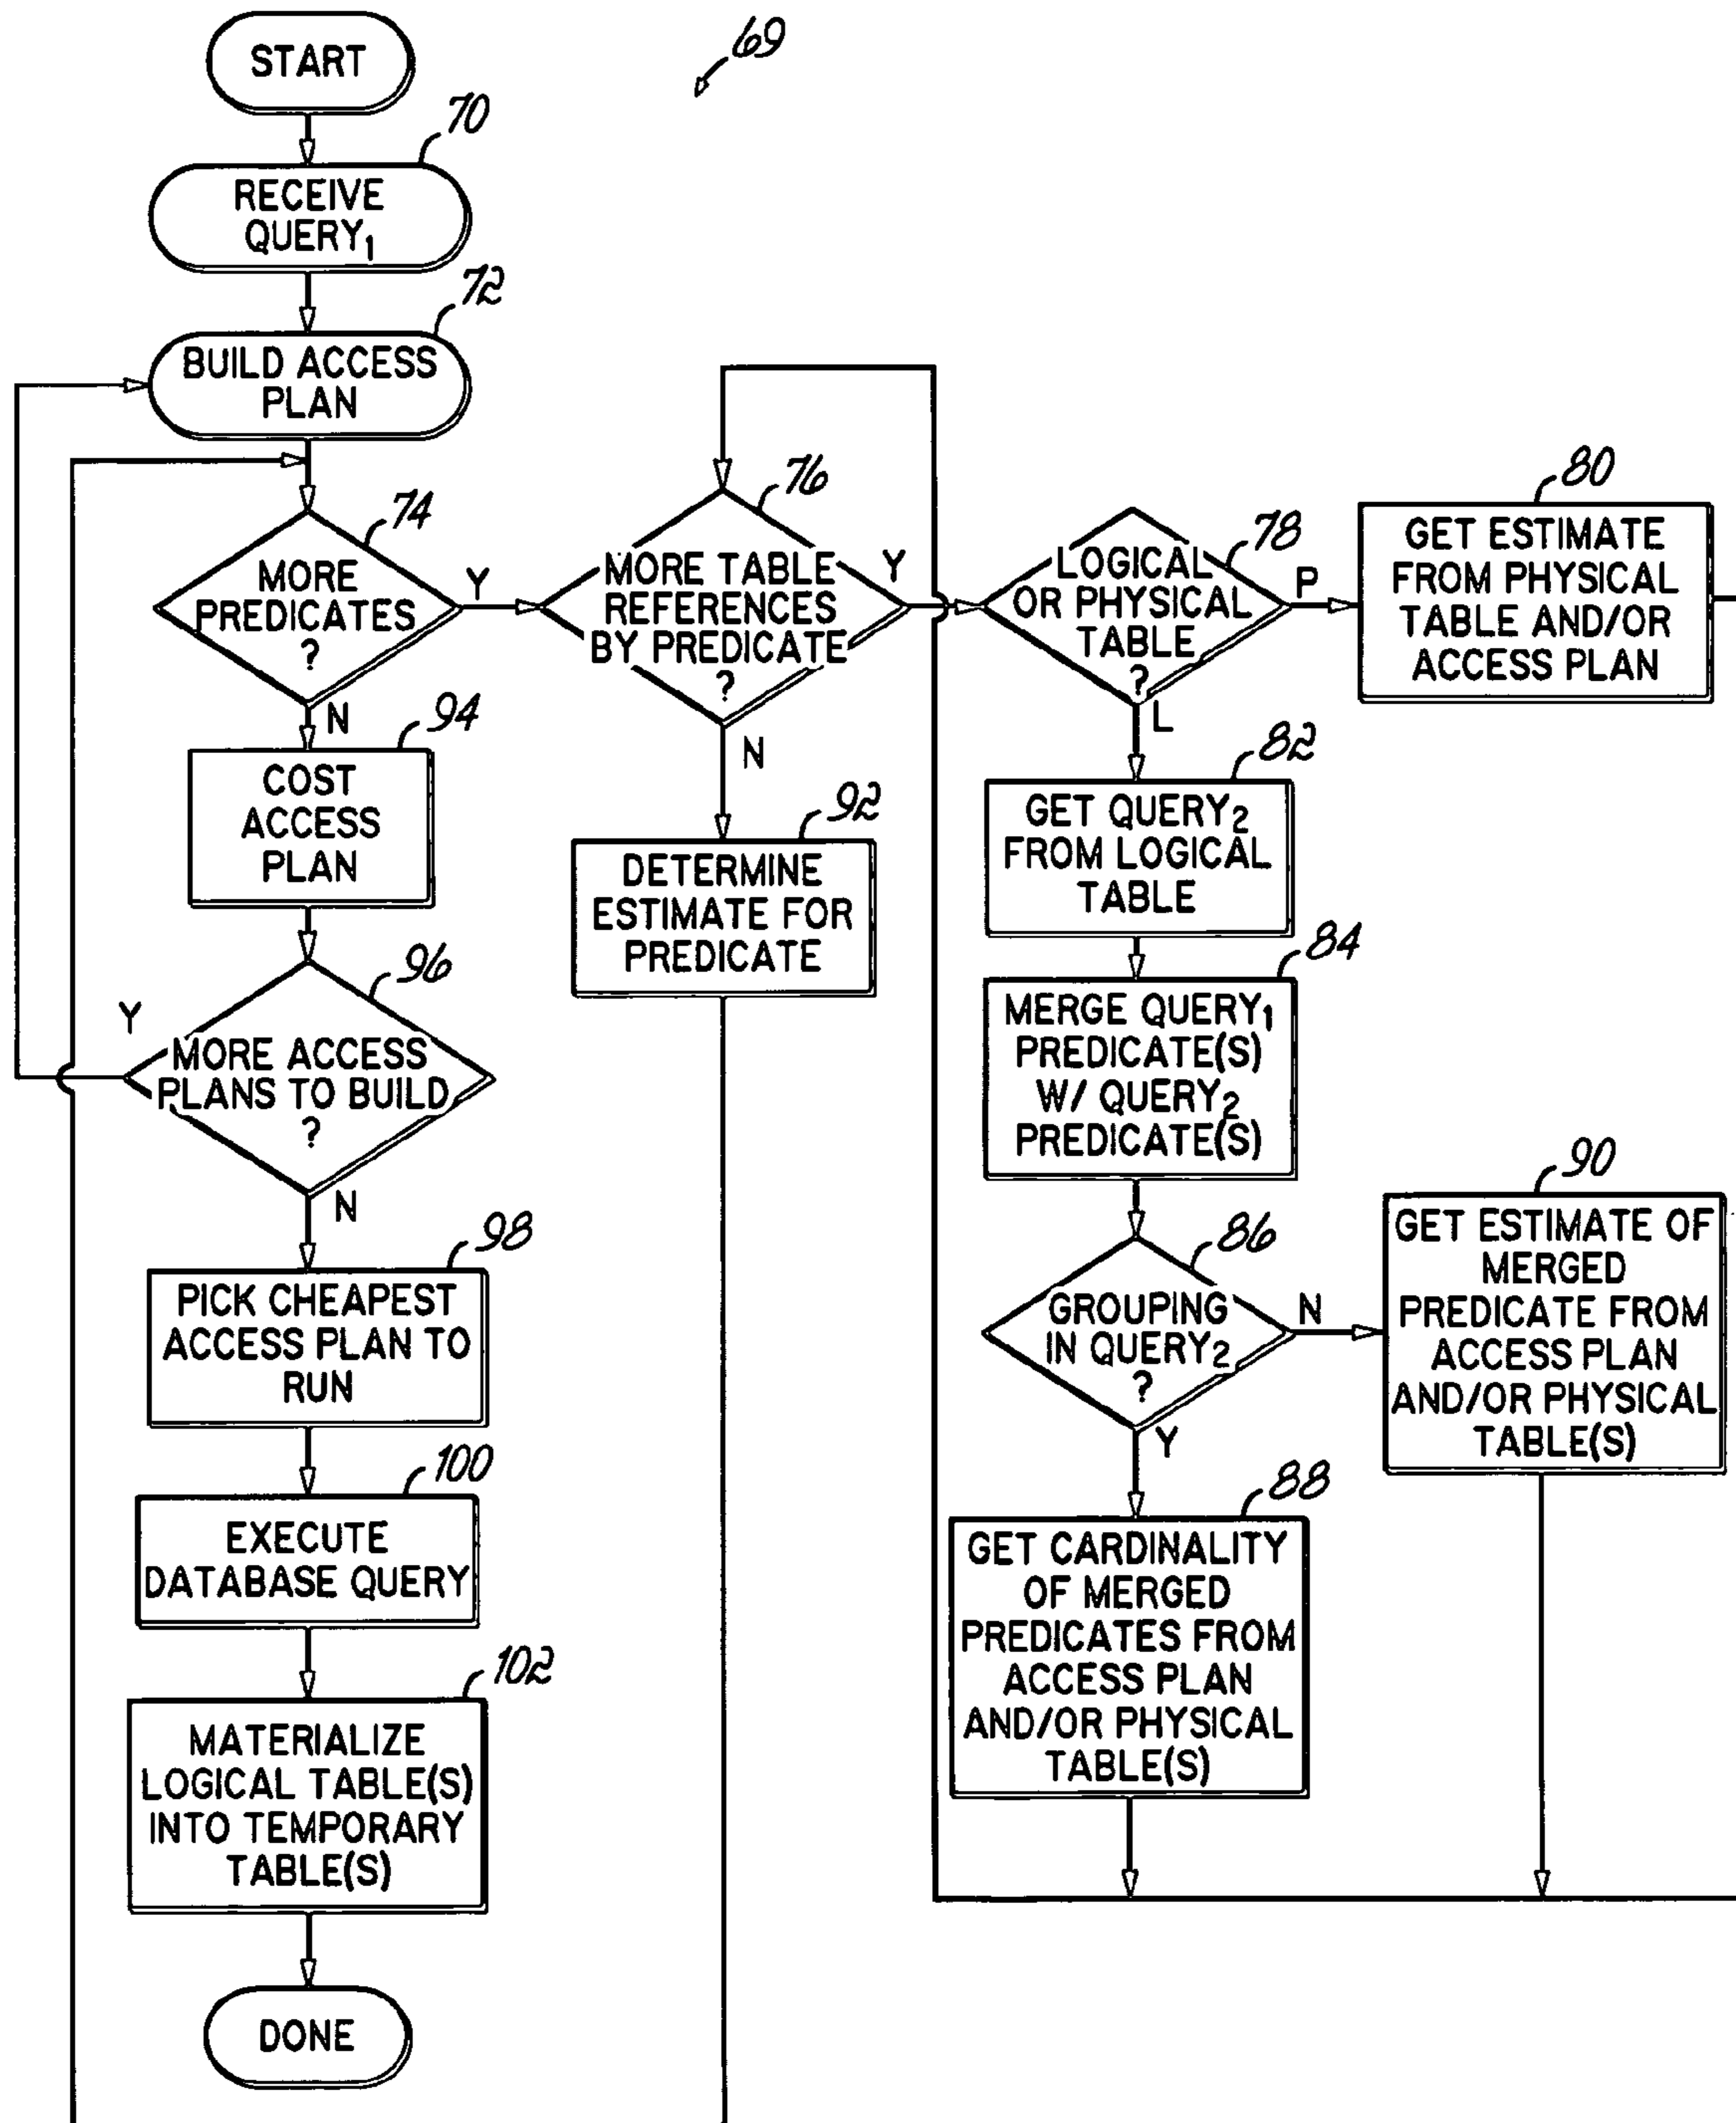 START
69
70
RECEIVE
QUERY₁
72
BUILD ACCESS
PLAN
74
MORE
PREDICATES
?
Y
N
76
MORE TABLE
REFERENCES
BY PREDICATE
?
Y
N
78
LOGICAL
OR PHYSICAL
TABLE
?
P
L
80
GET ESTIMATE
FROM PHYSICAL
TABLE AND/OR
ACCESS PLAN
82
GET QUERY₂
FROM LOGICAL
TABLE
84
MERGE QUERY₁
PREDICATE(S)
W/ QUERY₂
PREDICATE(S)
86
GROUPING
IN QUERY₂
?
N
Y
90
GET ESTIMATE OF
MERGED
PREDICATE FROM
ACCESS PLAN
AND/OR PHYSICAL
TABLE(S)
88
GET CARDINALITY
OF MERGED
PREDICATES FROM
ACCESS PLAN
AND/OR PHYSICAL
TABLE(S)
92
DETERMINE
ESTIMATE FOR
PREDICATE
94
COST
ACCESS
PLAN
96
MORE ACCESS
PLANS TO BUILD
?
Y
N
98
PICK CHEAPEST
ACCESS PLAN TO
RUN
100
EXECUTE
DATABASE QUERY
102
MATERIALIZE
LOGICAL TABLE(S)
INTO TEMPORARY
TABLE(S)
DONE